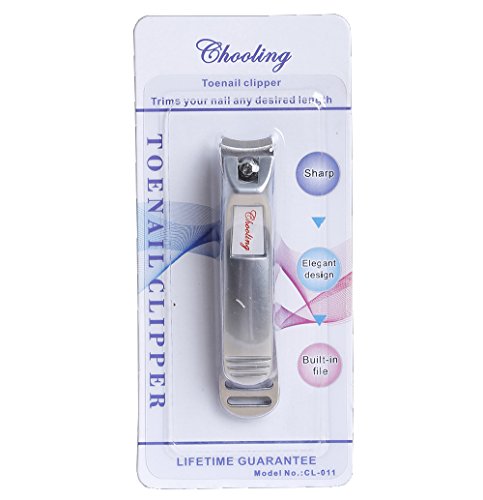 Chooling
Toenail clipper
Trims your nail any desired length
TOENAIL CLIPPER
Chooling
Sharp
Elegant
design
Built-in
file
LIFETIME GUARANTEE
Model No.:CL-011